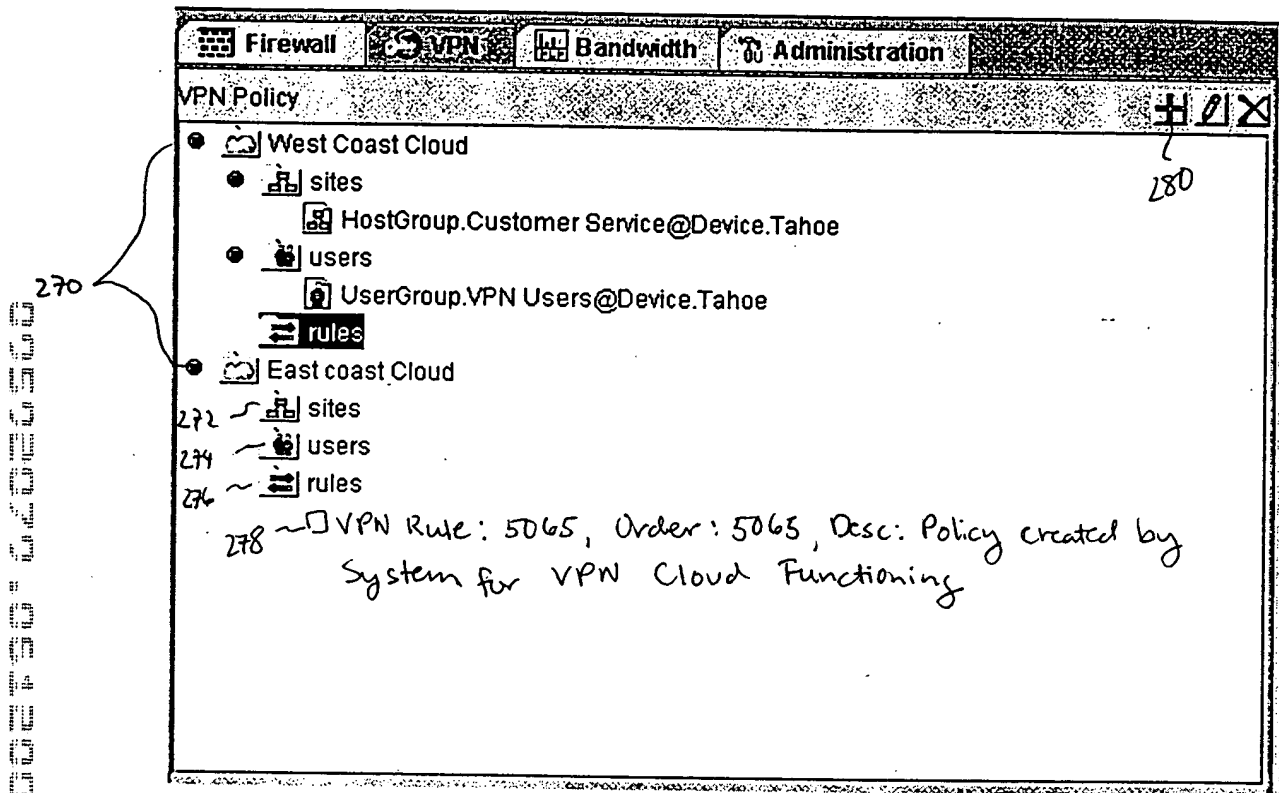 Firewall VPN Bandwidth Administration
VPN Policy
280
West Coast Cloud
sites
HostGroup.Customer Service@Device.Tahoe
users
270
UserGroup.VPN Users@Device.Tahoe
rules
East coast Cloud
272 sites
274 users
276 rules
278 VPN Rule: 5065, Order: 5065, Desc: Policy created by
System for VPN Cloud Functioning